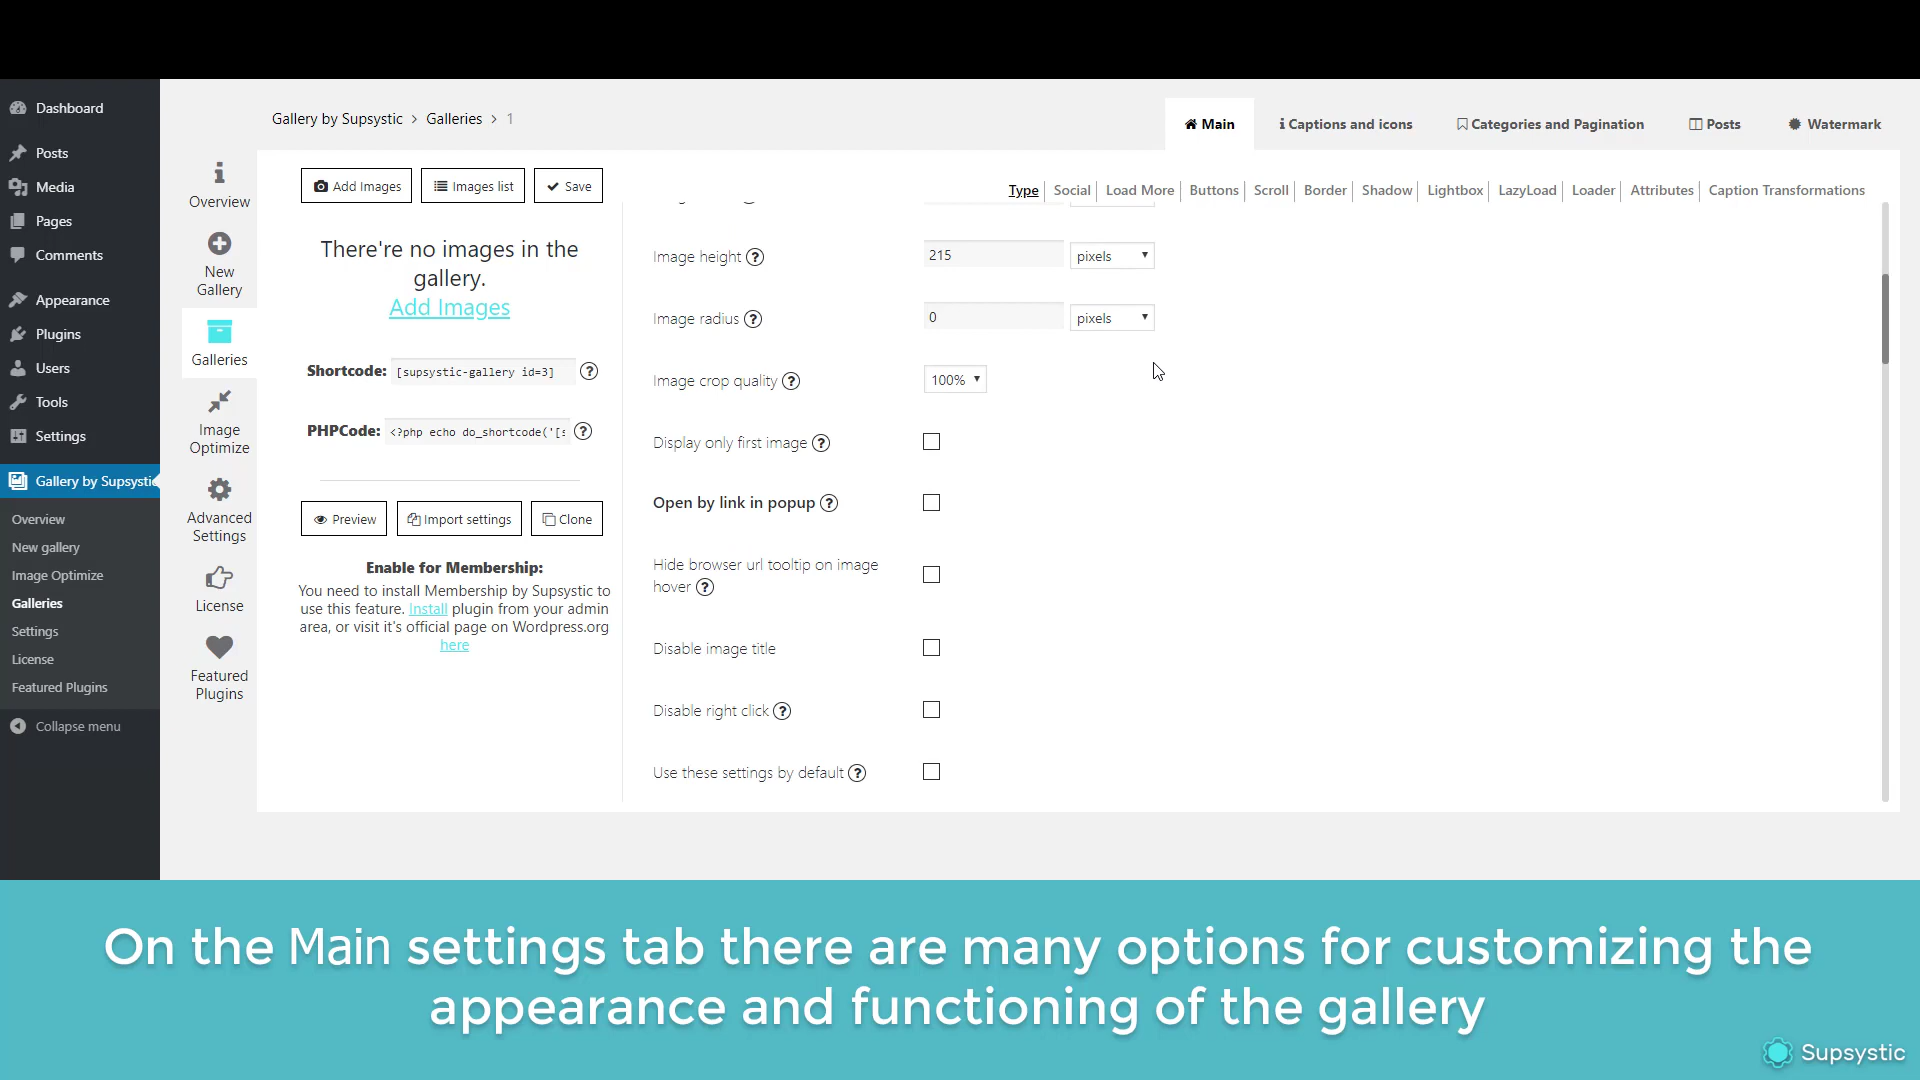 Dashboard
Posts
Media
Pages
Comments
Appearance
Plugins
Users
Tools
Settings
Gallery by Supsystic
Overview
New gallery
Image Optimize
Galleries
Settings
License
Featured Plugins
Collapse menu
Overview
New
Gallery
Galleries
Image
Optimize
Advanced
Settings
License
Featured
Plugins
Gallery by Supsystic > Galleries > 1
Main
Captions and icons
Categories and Pagination
Posts
Watermark
Add Images
Images list
Save
There're no images in the
gallery.
Add Images
Shortcode: [supsystic-gallery id=3]
PHPCode: <?php echo do_shortcode('[s
Preview
Import settings
Clone
Enable for Membership:
You need to install Membership by Supsystic to
use this feature. Install plugin from your admin
area, or visit it's official page on Wordpress.org
here
Type | Social | Load More | Buttons | Scroll | Border | Shadow | Lightbox | LazyLoad | Loader | Attributes | Caption Transformations
Image height 215 pixels
Image radius 0 pixels
Image crop quality 100%
Display only first image
Open by link in popup
Hide browser url tooltip on image
hover
Disable image title
Disable right click
Use these settings by default
On the Main settings tab there are many options for customizing the
appearance and functioning of the gallery
Supsystic